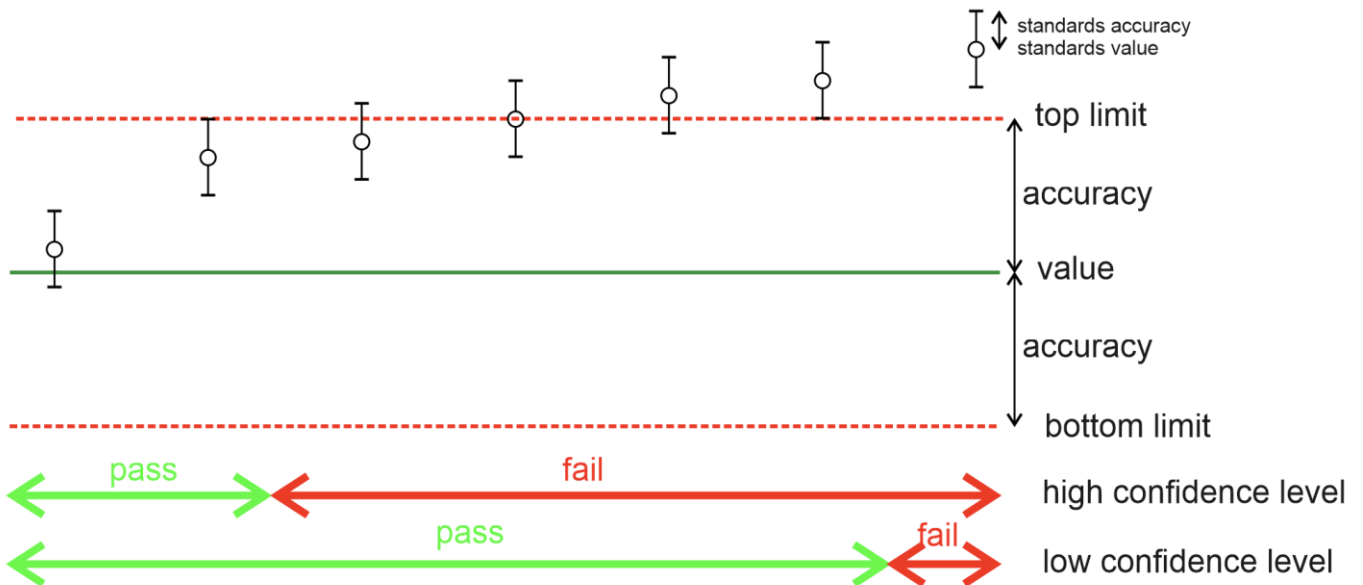 standards accuracy
standards value
top limit
accuracy
value
accuracy
bottom limit
pass
fail
high confidence level
pass
fail
low confidence level